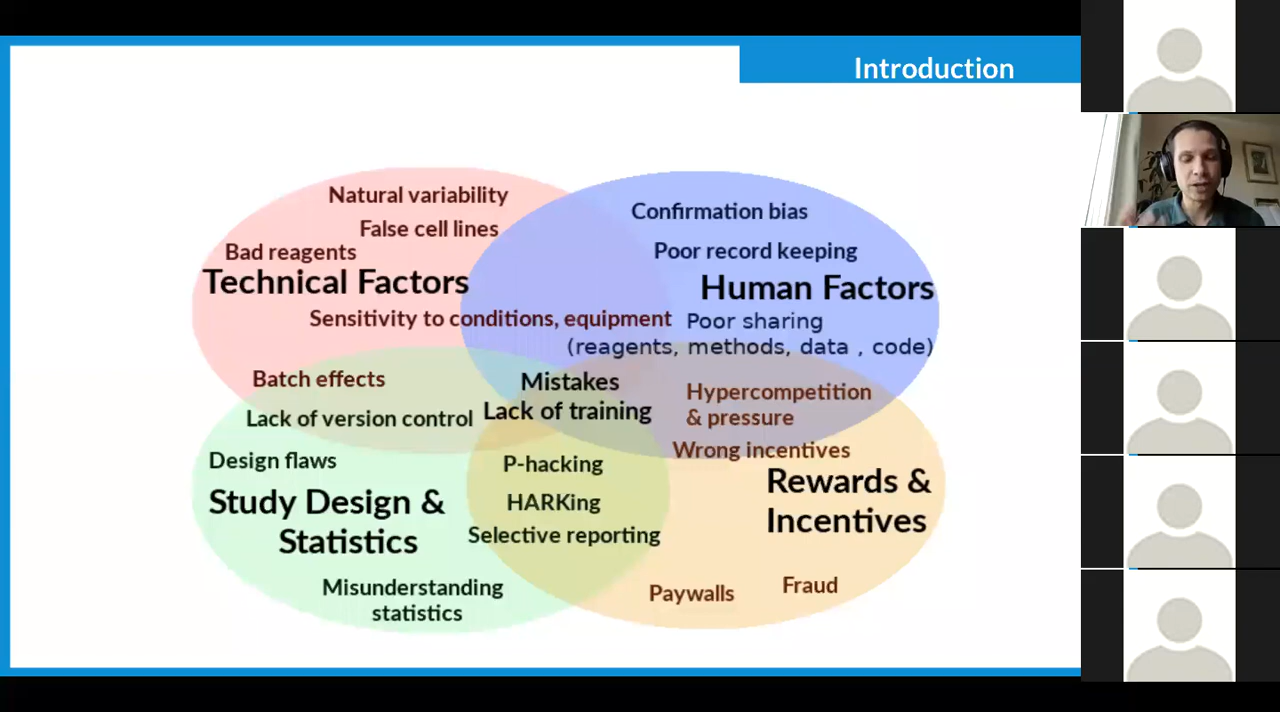 Introduction
Natural variability
False cell lines
Bad reagents
Technical Factors
Sensitivity to conditions, equipment
Confirmation bias
Poor record keeping
Human Factors
Poor sharing
(reagents, methods, data , code)
Batch effects
Lack of version control
Mistakes
Lack of training
Hypercompetition
& pressure
Wrong incentives
Design flaws
Study Design &
Statistics
Misunderstanding
statistics
P-hacking
HARKing
Selective reporting
Rewards &
Incentives
Paywalls
Fraud